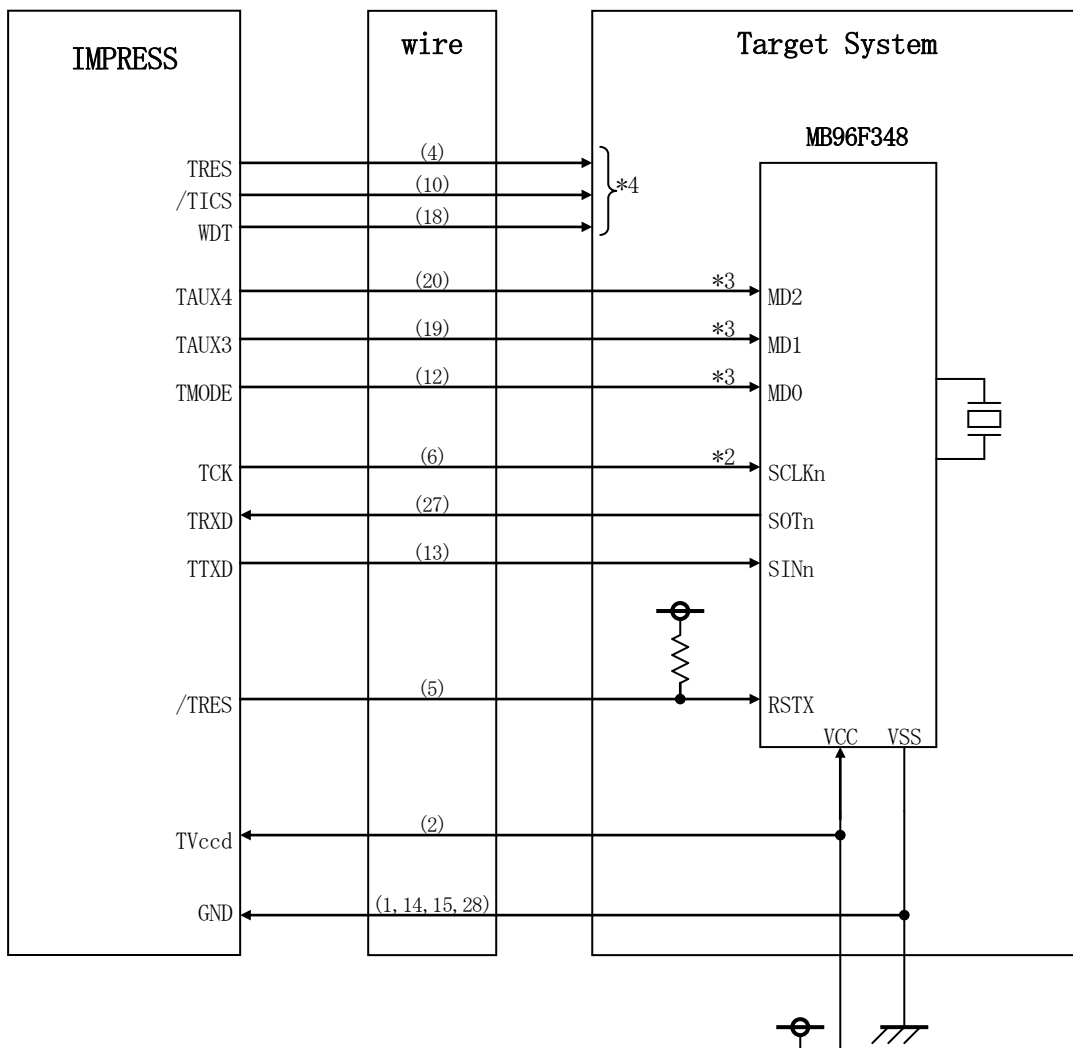 IMPRESS
wire
Target System
MB96F348
TRES
(4)
*4
/TICS
(10)
WDT
(18)
TAUX4
(20)
*3
MD2
TAUX3
(19)
*3
MD1
TMODE
(12)
*3
MD0
TCK
(6)
*2
SCLKn
TRXD
(27)
SOTn
TTXD
(13)
SINn
/TRES
(5)
RSTX
VCC
VSS
TVccd
(2)
GND
(1,14,15,28)